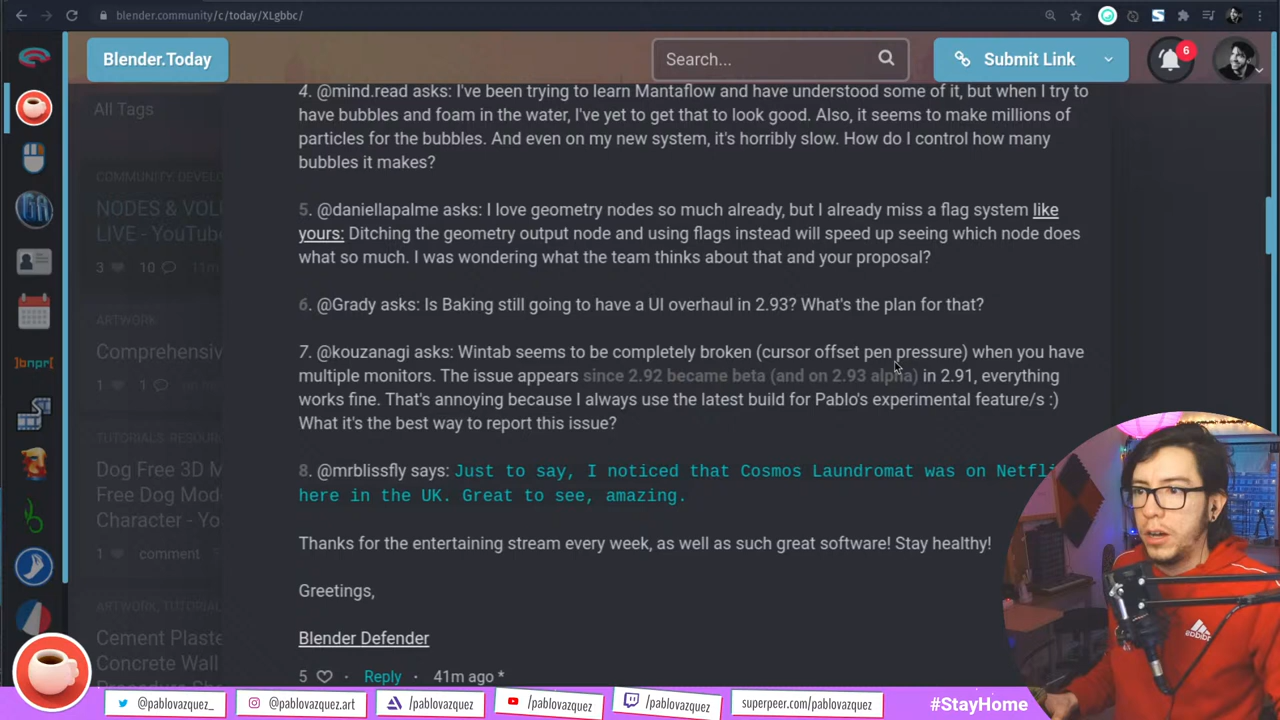 blender.community/c/today/XLgbbc/
Blender.Today
Search...
Submit Link
6
All Tags
COMMUNITY, DEVEL
NODES & VOL
LIVE - YouTube
3 10 11m
ARTWORK
Comprehensiv
1 1
TUTORIALS, RESOUR
Dog Free 3D M
Free Dog Mode
Character - Yo
1 comment
ARTWORK, TUTORIAL
Cement Plaste
Concrete Wall
4. @mind.read asks: I've been trying to learn Mantaflow and have understood some of it, but when I try to
have bubbles and foam in the water, I've yet to get that to look good. Also, it seems to make millions of
particles for the bubbles. And even on my new system, it's horribly slow. How do I control how many
bubbles it makes?
5. @daniellapalme asks: I love geometry nodes so much already, but I already miss a flag system like
yours: Ditching the geometry output node and using flags instead will speed up seeing which node does
what so much. I was wondering what the team thinks about that and your proposal?
6. @Grady asks: Is Baking still going to have a UI overhaul in 2.93? What's the plan for that?
7. @kouzanagi asks: Wintab seems to be completely broken (cursor offset pen pressure) when you have
multiple monitors. The issue appears since 2.92 became beta (and on 2.93 alpha) in 2.91, everything
works fine. That's annoying because I always use the latest build for Pablo's experimental feature/s :)
What it's the best way to report this issue?
8. @mrblissfly says: Just to say, I noticed that Cosmos Laundromat was on Netfli
here in the UK. Great to see, amazing.
Thanks for the entertaining stream every week, as well as such great software! Stay healthy!
Greetings,
Blender Defender
5 · Reply · 41m ago *
@pablovazquez_
@pablovazquez.art
/pablovazquez
/pablovazquez
/pablovazquez
superpeer.com/pablovazquez
#StayHome